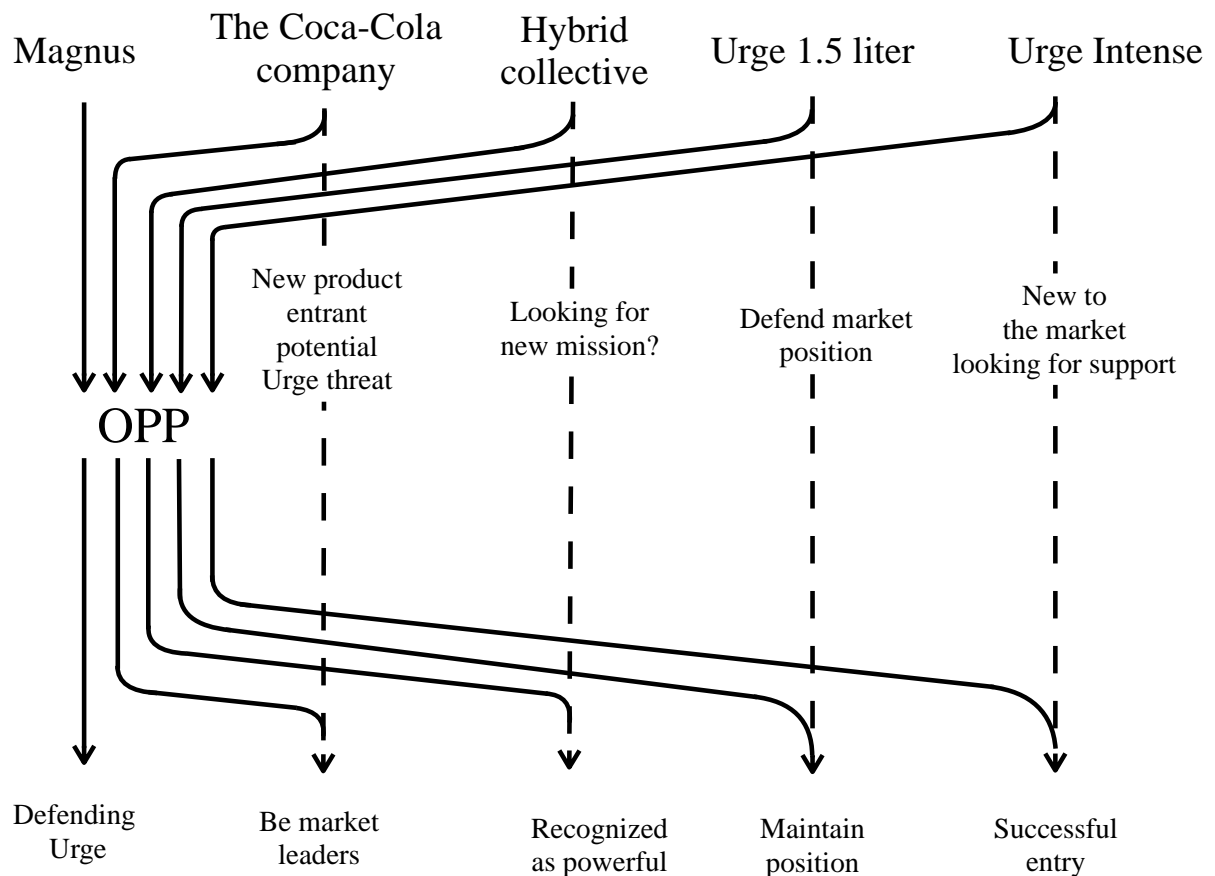 Magnus
The Coca-Cola
company
Hybrid
collective
Urge 1.5 liter
Urge Intense
New product
entrant
potential
Urge threat
Looking for
new mission?
Defend market
position
New to
the market
looking for support
OPP
Defending
Urge
Be market
leaders
Recognized
as powerful
Maintain
position
Successful
entry